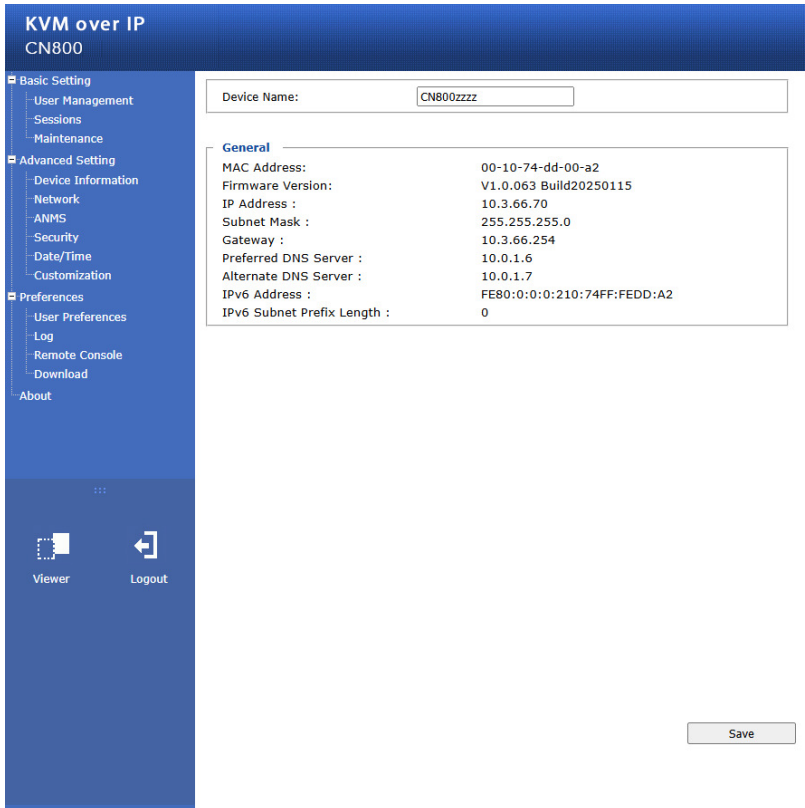 KVM over IP
CN800
Basic Setting
User Management
Sessions
Maintenance
Advanced Setting
Device Information
Network
ANMS
Security
Date/Time
Customization
Preferences
User Preferences
Log
Remote Console
Download
About
Viewer
Logout
Device Name: CN800zzzz
General
MAC Address: 00-10-74-dd-00-a2
Firmware Version: V1.0.063 Build20250115
IP Address : 10.3.66.70
Subnet Mask : 255.255.255.0
Gateway : 10.3.66.254
Preferred DNS Server : 10.0.1.6
Alternate DNS Server : 10.0.1.7
IPv6 Address : FE80:0:0:0:210:74FF:FEDD:A2
IPv6 Subnet Prefix Length : 0
Save